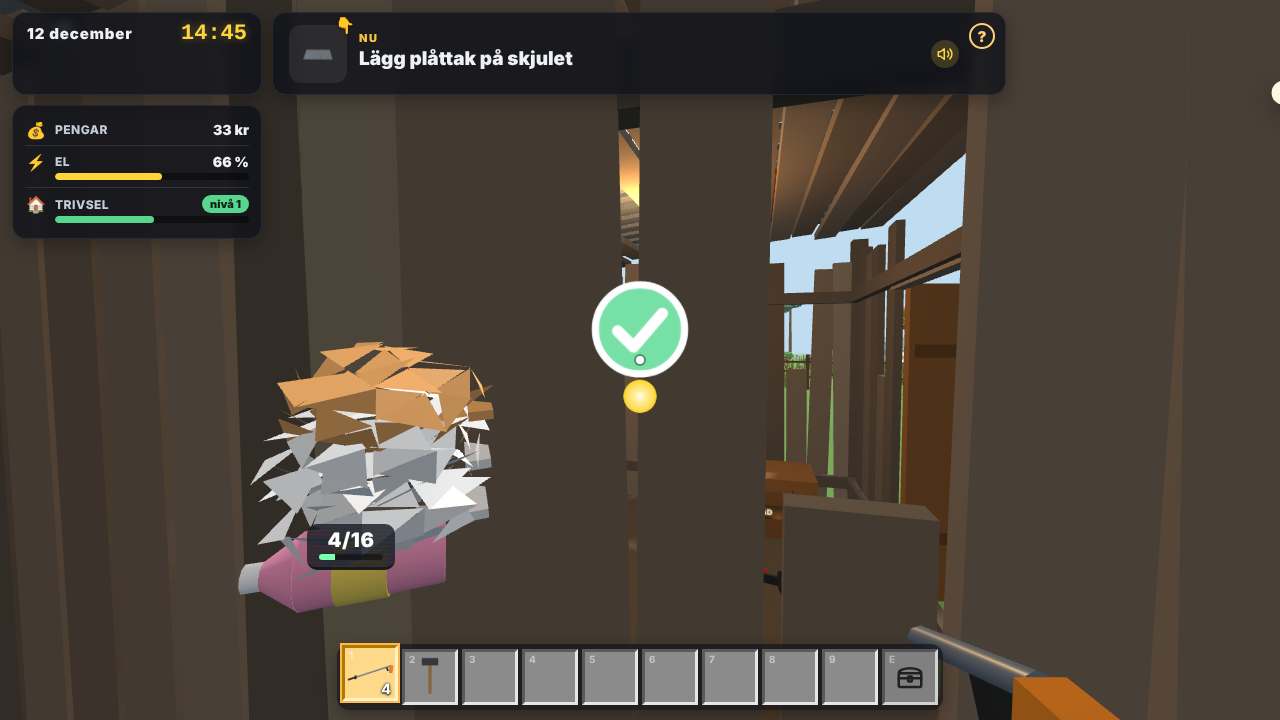 12 december 14:45
NU
Lägg plåttak på skjulet
?
PENGAR 33 kr
EL 66 %
TRIVSEL nivå 1
4/16
1 2 3 4 5 6 7 8 9 E
4